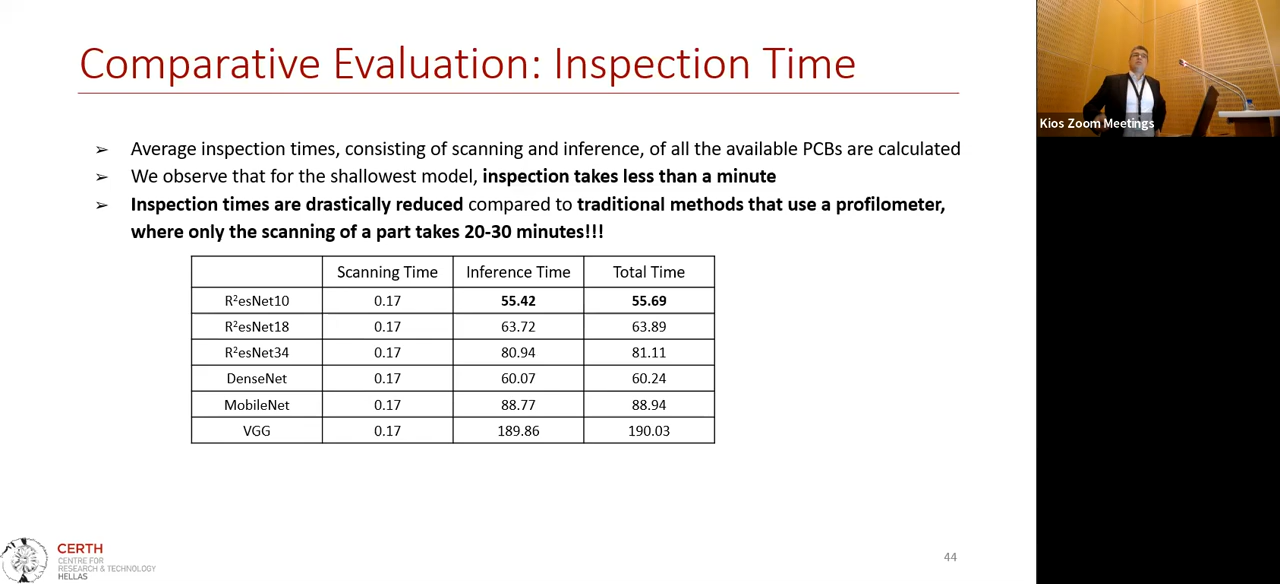 Comparative Evaluation: Inspection Time
➢ Average inspection times, consisting of scanning and inference, of all the available PCBs are calculated
➢ We observe that for the shallowest model, inspection takes less than a minute
➢ Inspection times are drastically reduced compared to traditional methods that use a profilometer,
where only the scanning of a part takes 20-30 minutes!!!
Scanning Time Inference Time Total Time
R²esNet10 0.17 55.42 55.69
R²esNet18 0.17 63.72 63.89
R²esNet34 0.17 80.94 81.11
DenseNet 0.17 60.07 60.24
MobileNet 0.17 88.77 88.94
VGG 0.17 189.86 190.03
CERTH
CENTRE FOR
RESEARCH & TECHNOLOGY
HELLAS
44
Kios Zoom Meetings